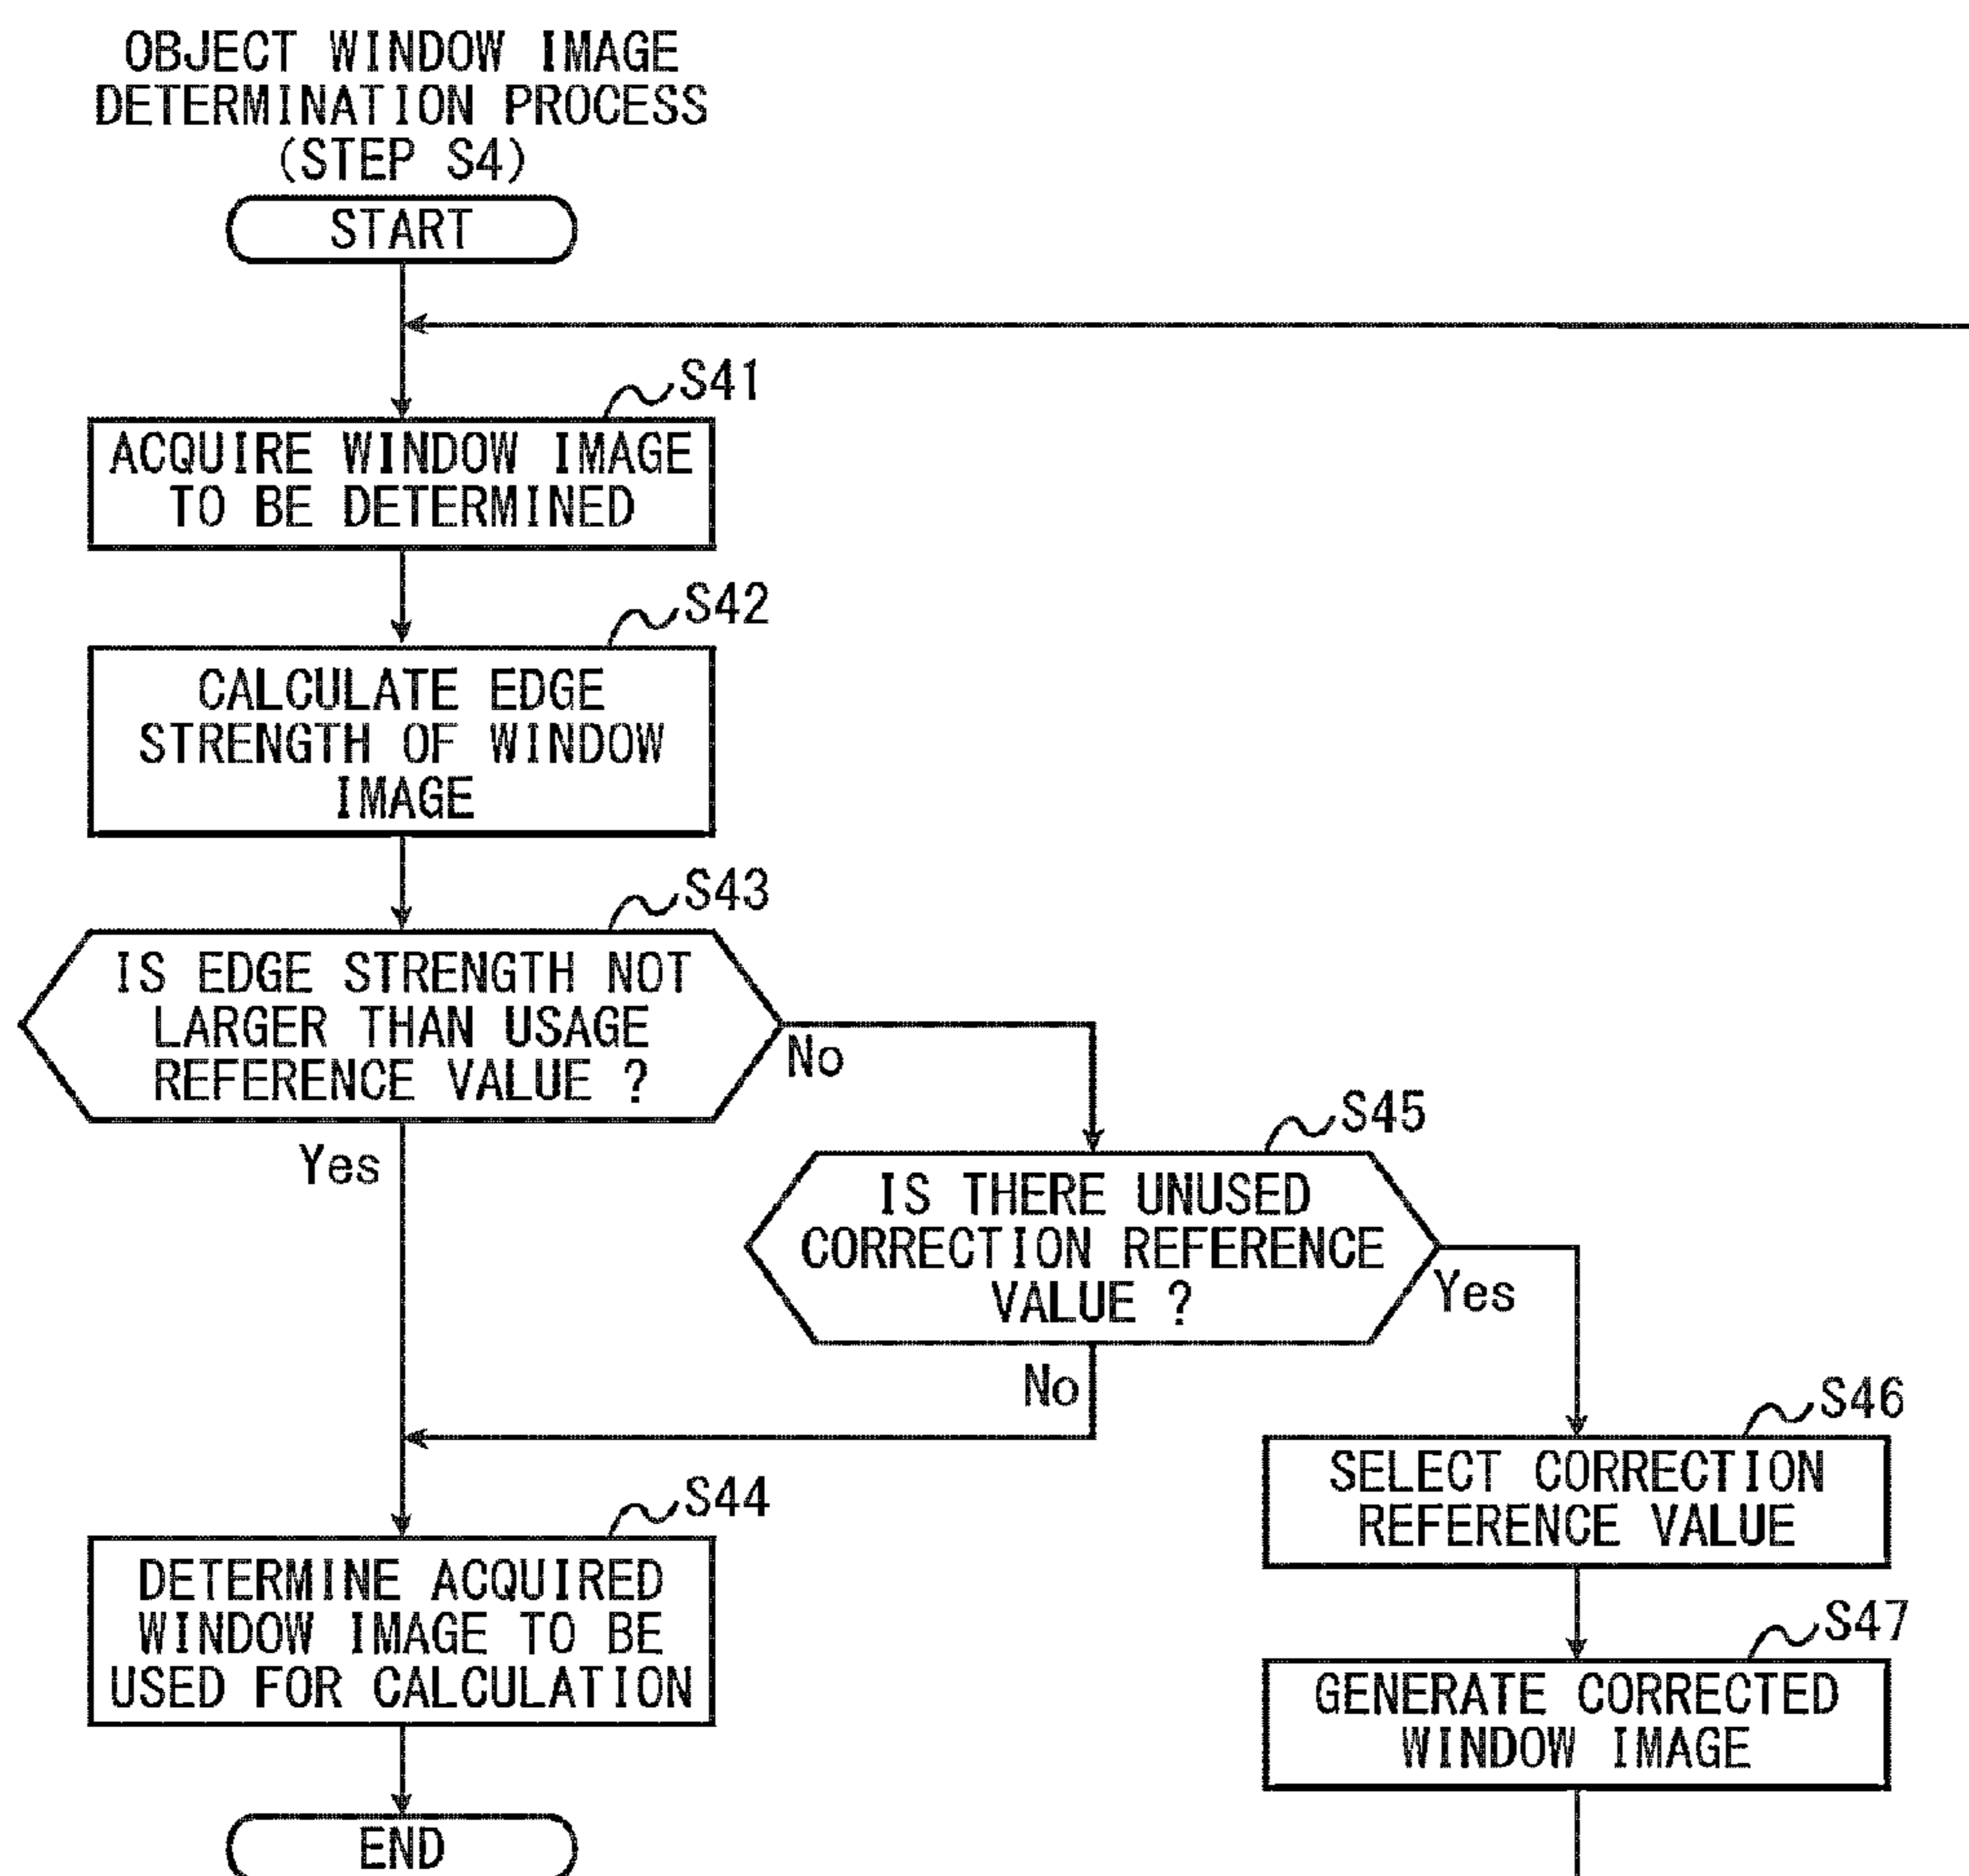 OBJECT WINDOW IMAGE
DETERMINATION PROCESS
(STEP S4)
START
S41
ACQUIRE WINDOW IMAGE
TO BE DETERMINED
S42
CALCULATE EDGE
STRENGTH OF WINDOW
IMAGE
S43
IS EDGE STRENGTH NOT
LARGER THAN USAGE
REFERENCE VALUE ?
No
Yes
S45
IS THERE UNUSED
CORRECTION REFERENCE
VALUE ?
Yes
No
S46
SELECT CORRECTION
REFERENCE VALUE
S44
DETERMINE ACQUIRED
WINDOW IMAGE TO BE
USED FOR CALCULATION
S47
GENERATE CORRECTED
WINDOW IMAGE
END